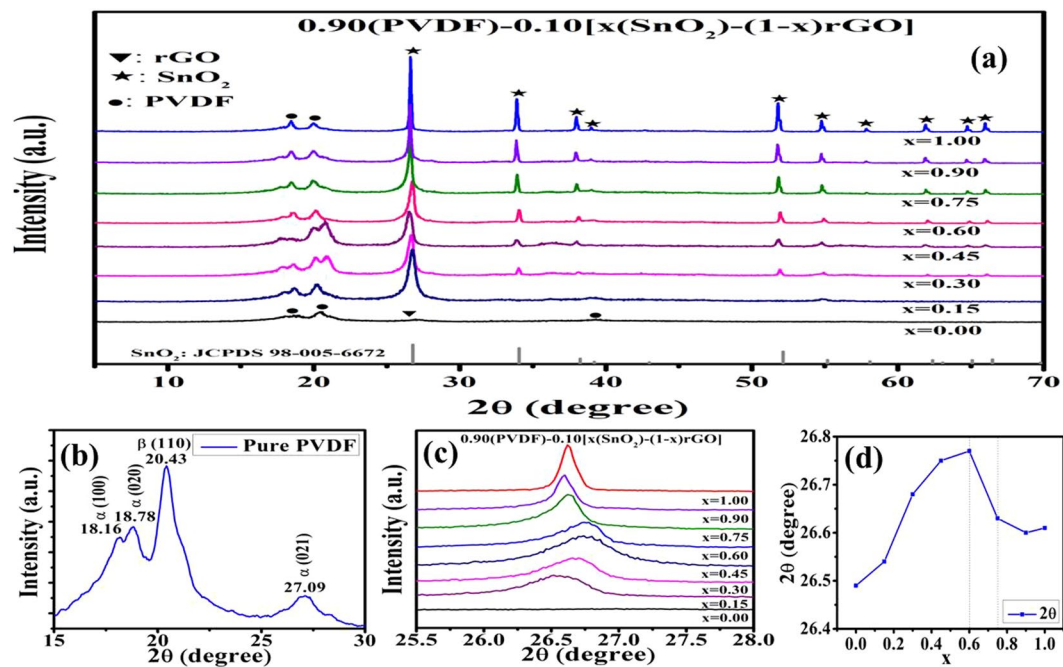 0.90(PVDF)-0.10[x(SnO2)-(1-x)rGO]
(a)
▼: rGO
★: SnO2
●: PVDF
Intensity (a.u.)
x=1.00
x=0.90
x=0.75
x=0.60
x=0.45
x=0.30
x=0.15
x=0.00
SnO2: JCPDS 98-005-6672
10 20 30 40 50 60 70
2θ (degree)
(b)
Pure PVDF
α (100)
18.16
α (020)
18.78
β (110)
20.43
α (021)
27.09
Intensity (a.u.)
15 20 25 30
2θ (degree)
(c)
0.90(PVDF)-0.10[x(SnO2)-(1-x)rGO]
Intensity (a.u.)
x=1.00
x=0.90
x=0.75
x=0.60
x=0.45
x=0.30
x=0.15
x=0.00
25.5 26.0 26.5 27.0 27.5 28.0
2θ (degree)
(d)
2θ (degree)
26.8
26.7
26.6
26.5
26.4
2θ
0.0 0.2 0.4 0.6 0.8 1.0
x